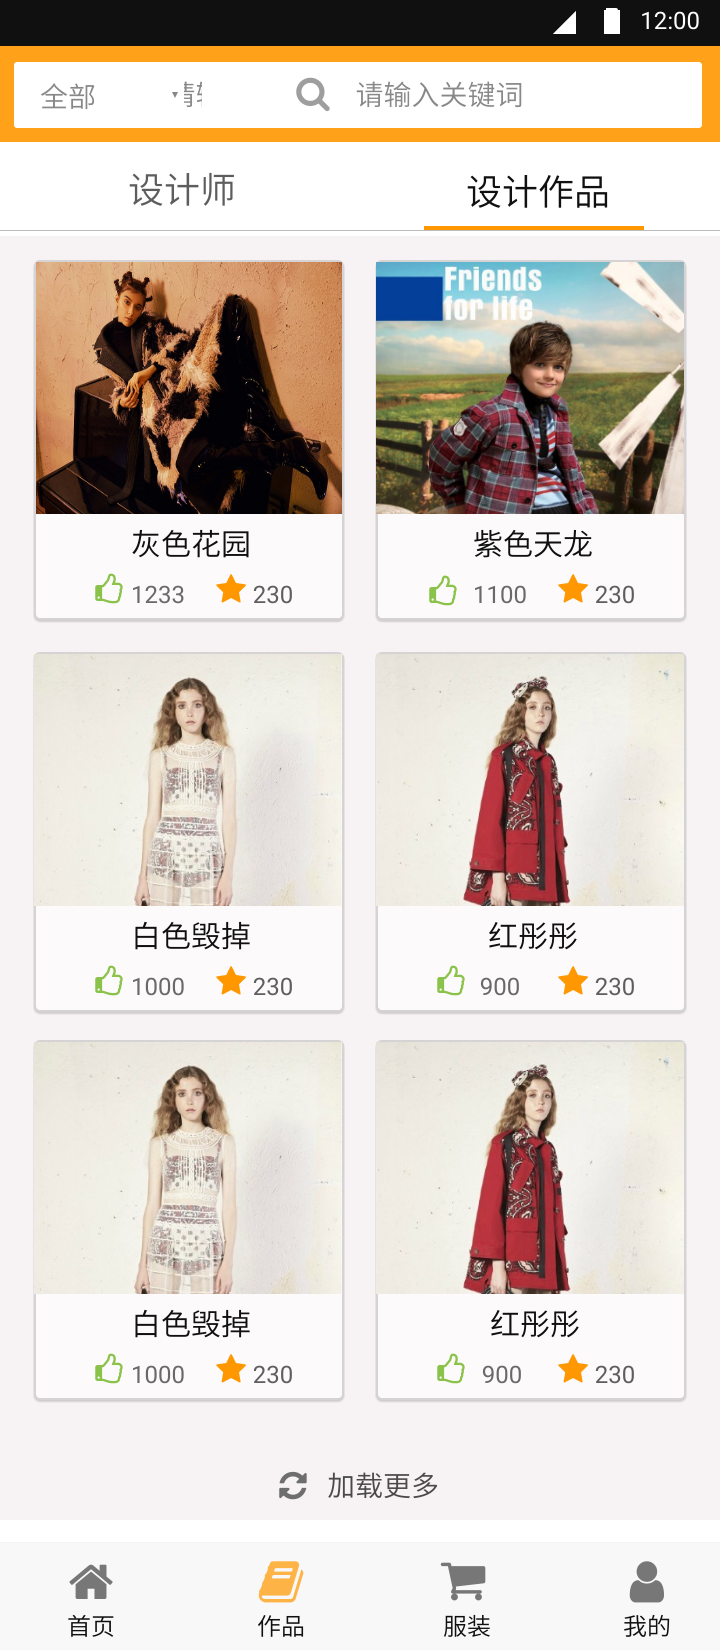 12:00
全部
请输入关键词
设计师
设计作品
Friends
for life
灰色花园
紫色天龙
1233
230
1100
230
白色毁掉
红彤彤
1000
230
900
230
白色毁掉
红彤彤
1000
230
900
230
加载更多
首页
作品
服装
我的